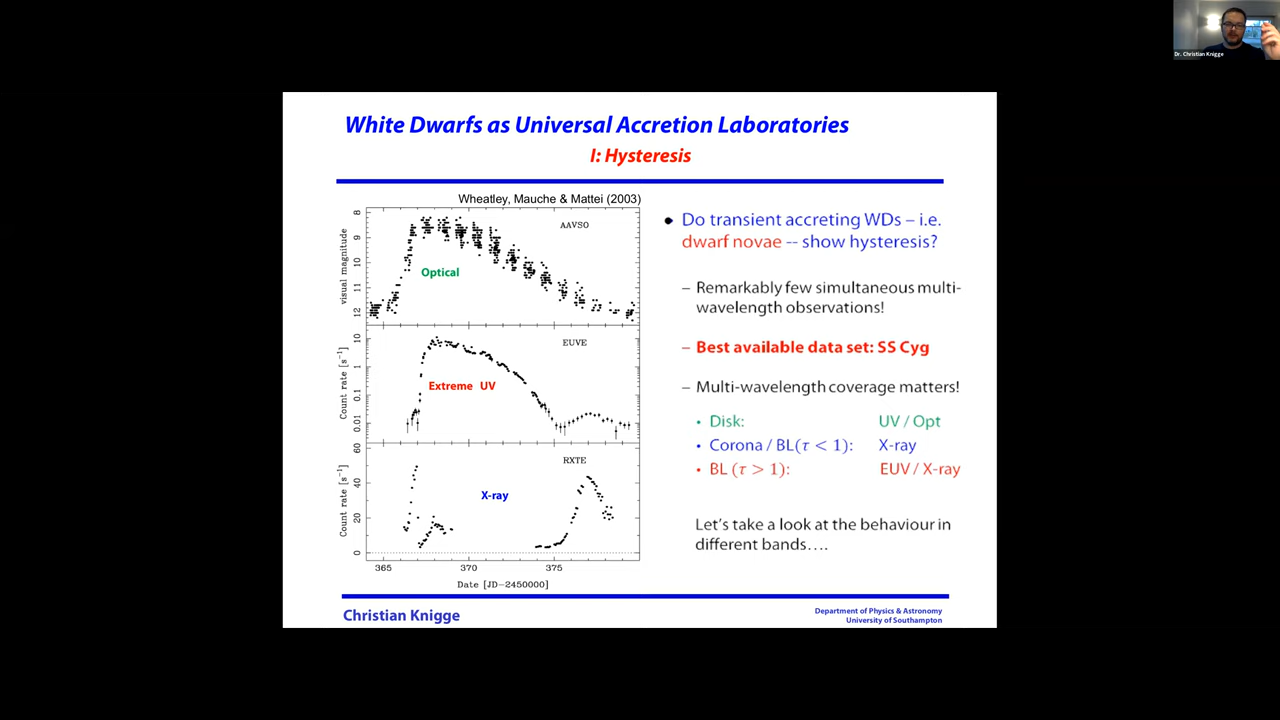 Dr. Christian Knigge
White Dwarfs as Universal Accretion Laboratories
I: Hysteresis
Wheatley, Mauche & Mattei (2003)
AAVSO
Optical
visual magnitude
8
9
10
11
12
EUVE
Extreme UV
Count rate [s⁻¹]
10
1
0.1
0.01
RXTE
X-ray
Count rate [s⁻¹]
60
40
20
0
365 370 375
Date [JD-2450000]
• Do transient accreting WDs – i.e.
dwarf novae -- show hysteresis?
– Remarkably few simultaneous multi-
wavelength observations!
– Best available data set: SS Cyg
– Multi-wavelength coverage matters!
• Disk: UV / Opt
• Corona / BL(τ < 1): X-ray
• BL (τ > 1): EUV / X-ray
Let's take a look at the behaviour in
different bands....
Christian Knigge
Department of Physics & Astronomy
University of Southampton